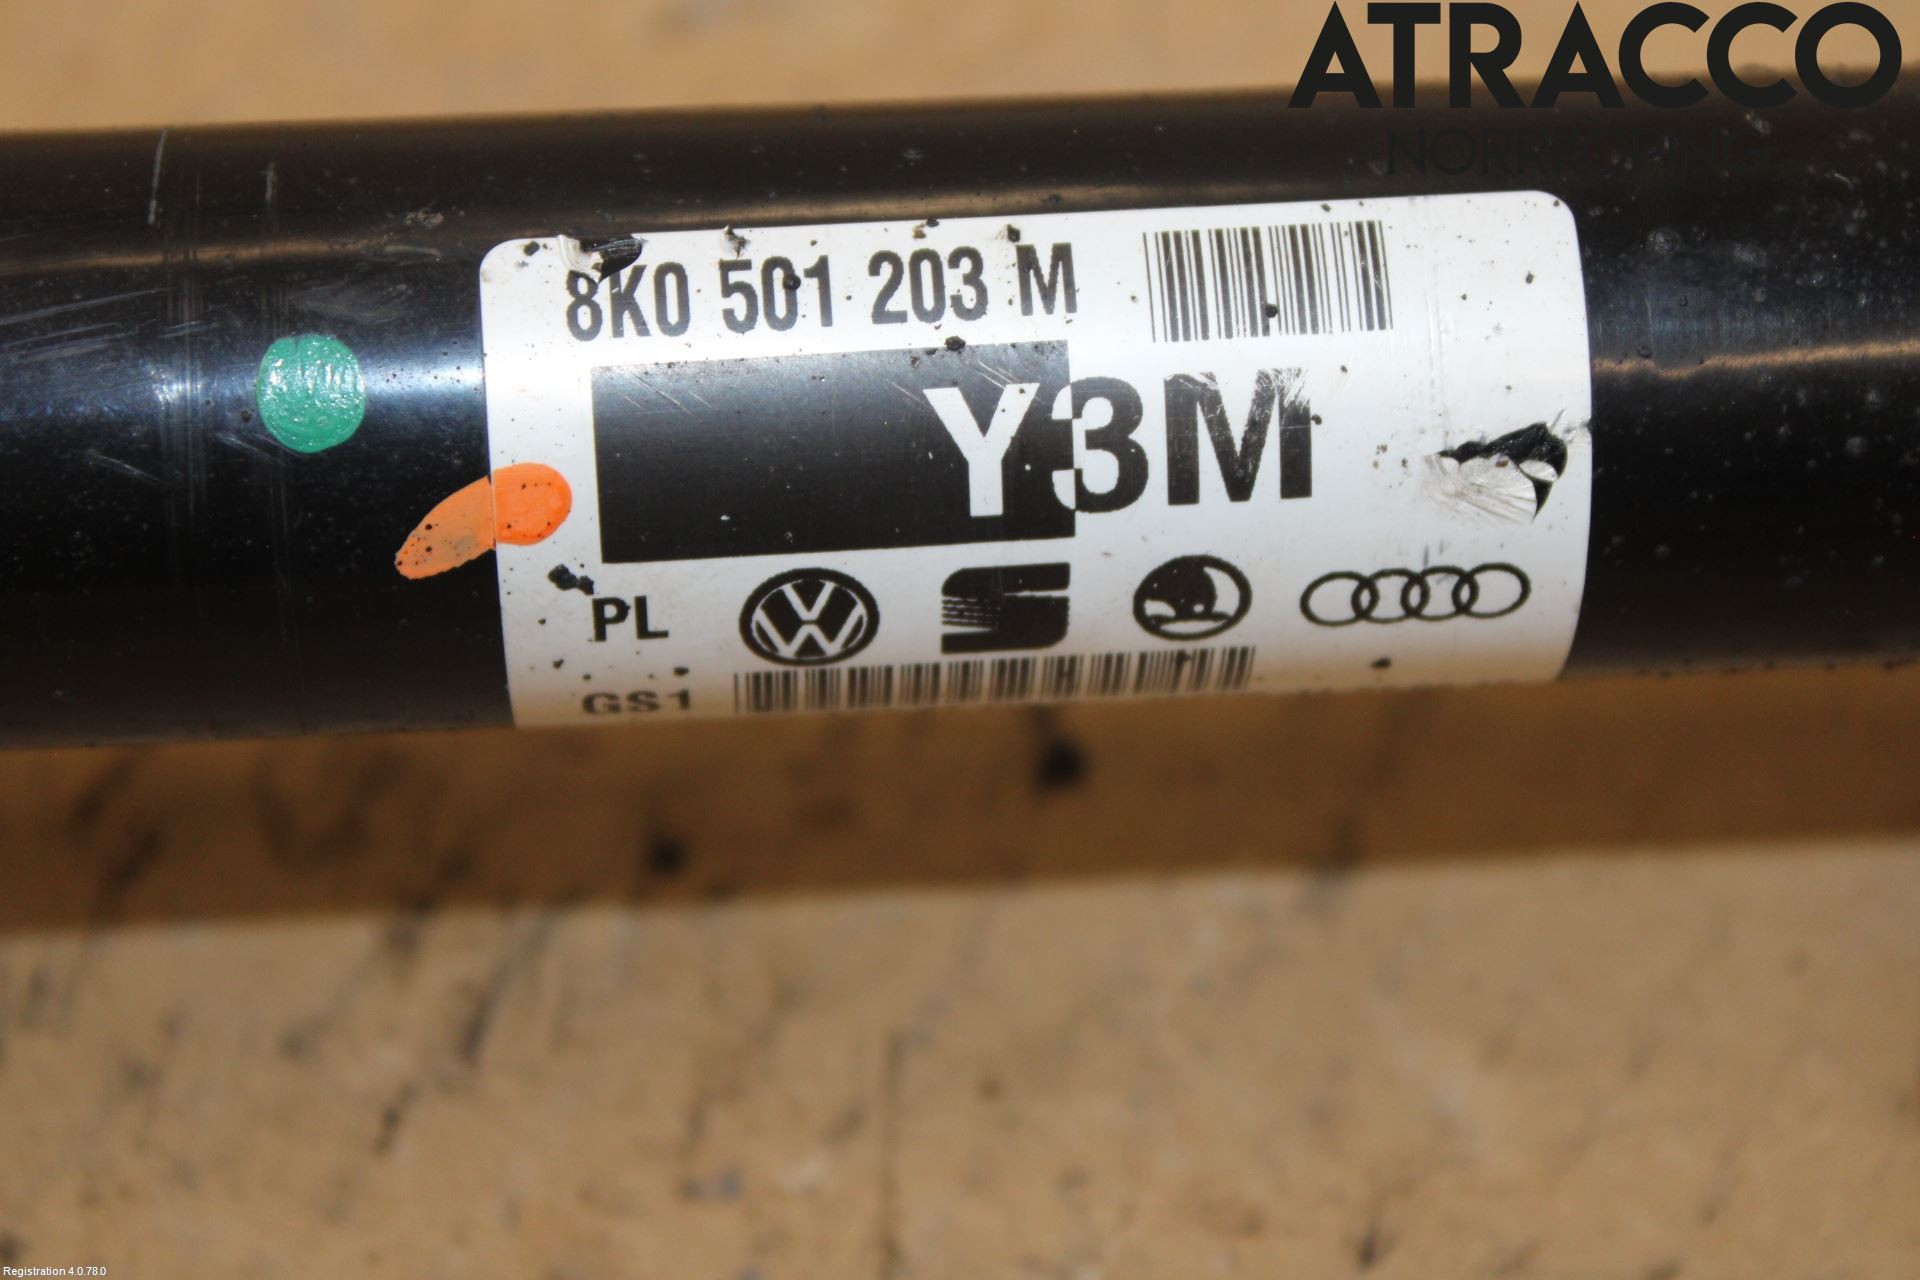 ATRACCO
NORRKÖPING
8K0 501 203 M
Y3M
PL
GS1
Registration 4.0.78.0